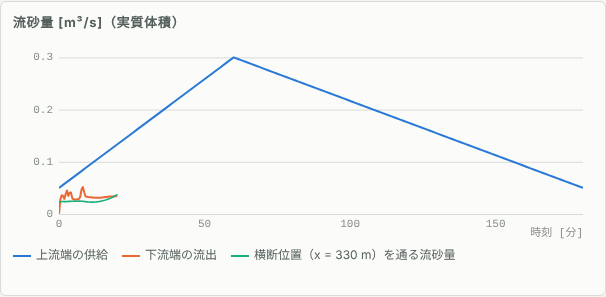 流砂量 [m³/s]（実質体積）
0.3
0.2
0.1
0
0 50 100 150
時刻 [分]
上流端の供給 下流端の流出 横断位置（x = 330 m）を通る流砂量